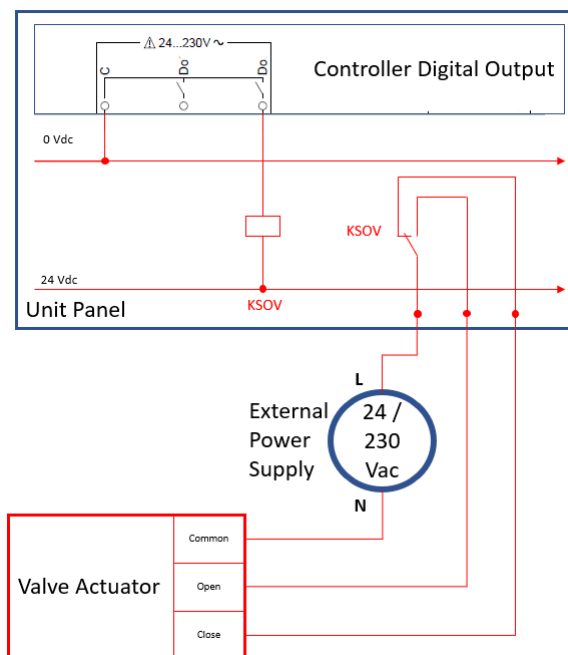 ⚠ 24...230V ~
C
Do
Do
Controller Digital Output
0 Vdc
KSOV
24 Vdc
KSOV
Unit Panel
L
External
Power
Supply
24 /
230
Vac
N
Valve Actuator
Common
Open
Close